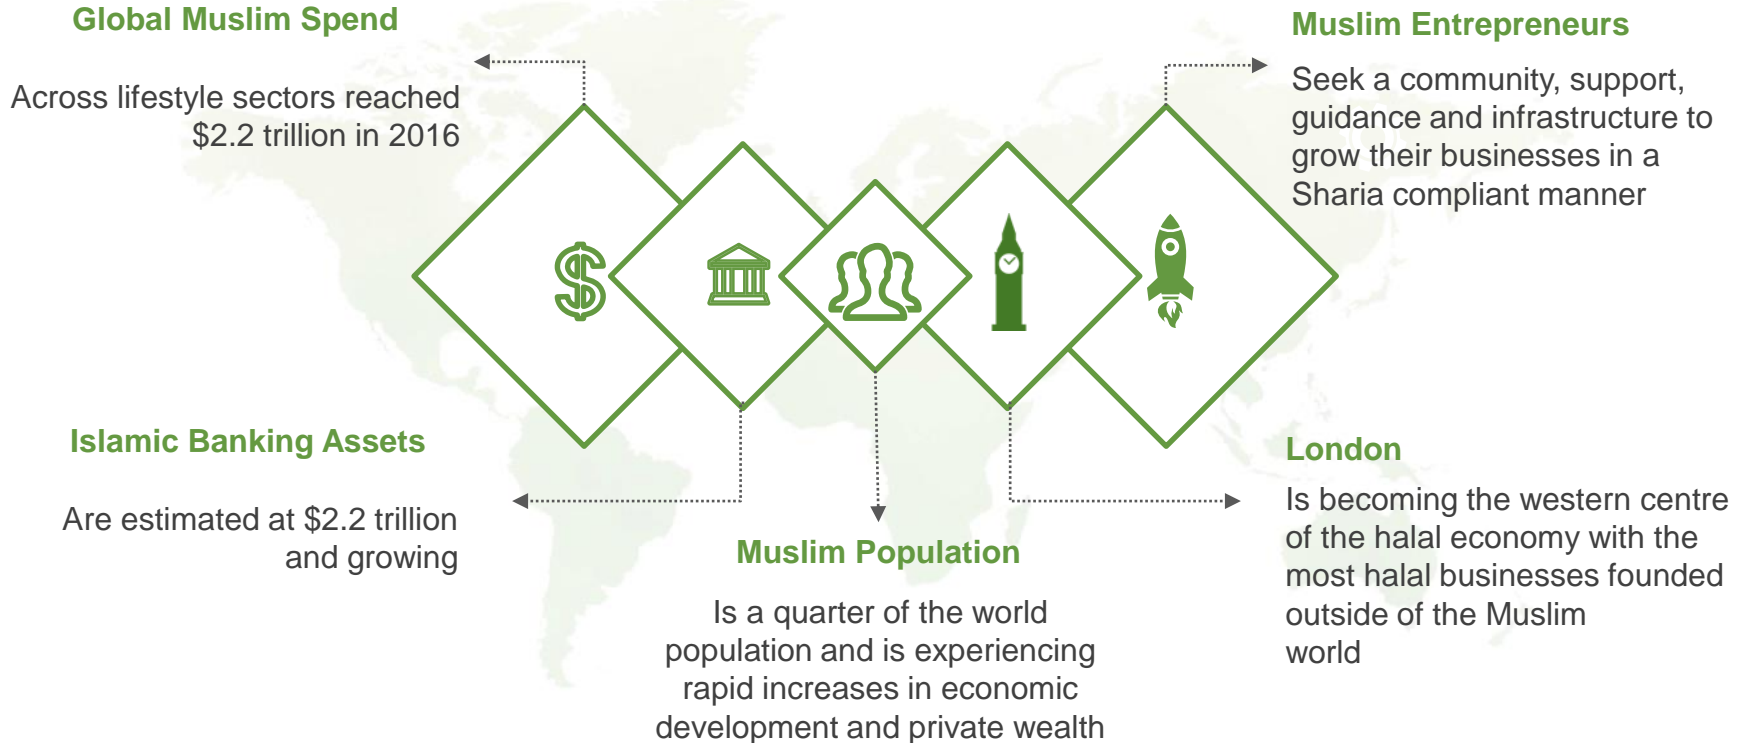 Global Muslim Spend
Across lifestyle sectors reached
$2.2 trillion in 2016
Muslim Entrepreneurs
Seek a community, support,
guidance and infrastructure to
grow their businesses in a
Sharia compliant manner
Islamic Banking Assets
Are estimated at $2.2 trillion
and growing
Muslim Population
Is a quarter of the world
population and is experiencing
rapid increases in economic
development and private wealth
London
Is becoming the western centre
of the halal economy with the
most halal businesses founded
outside of the Muslim
world